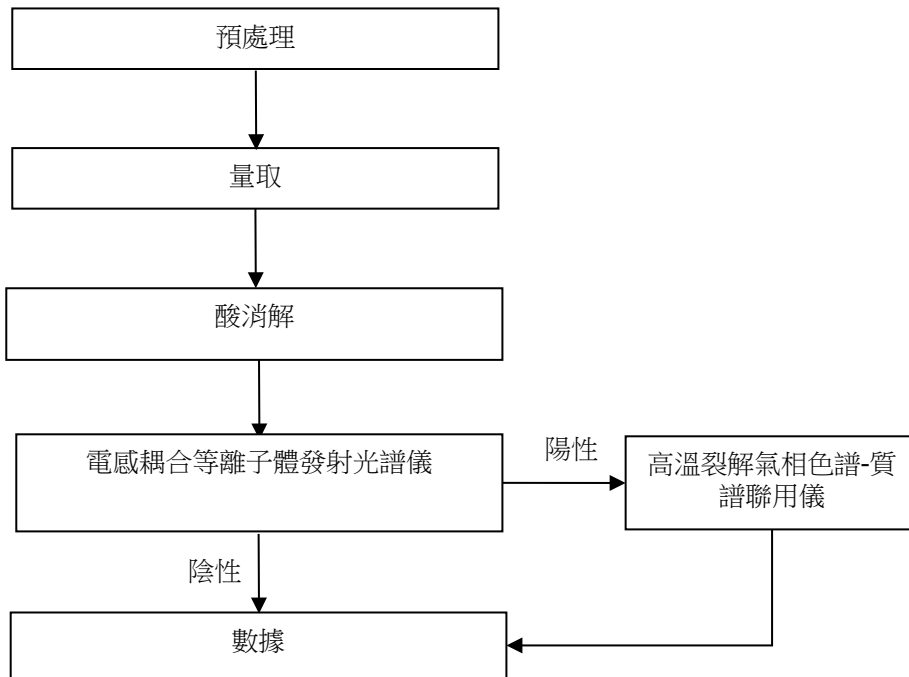 預處理
量取
酸消解
電感耦合等離子體發射光譜儀
陽性
高溫裂解氣相色譜-質
譜聯用儀
陰性
數據